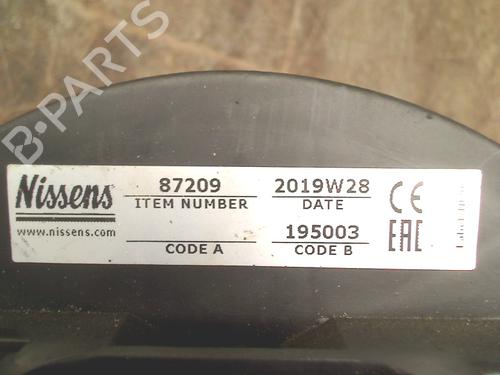 B-PARTS
Nissens
www.nissens.com
87209
ITEM NUMBER
2019W28
DATE
CODE A
195003
CODE B
CE
EAC